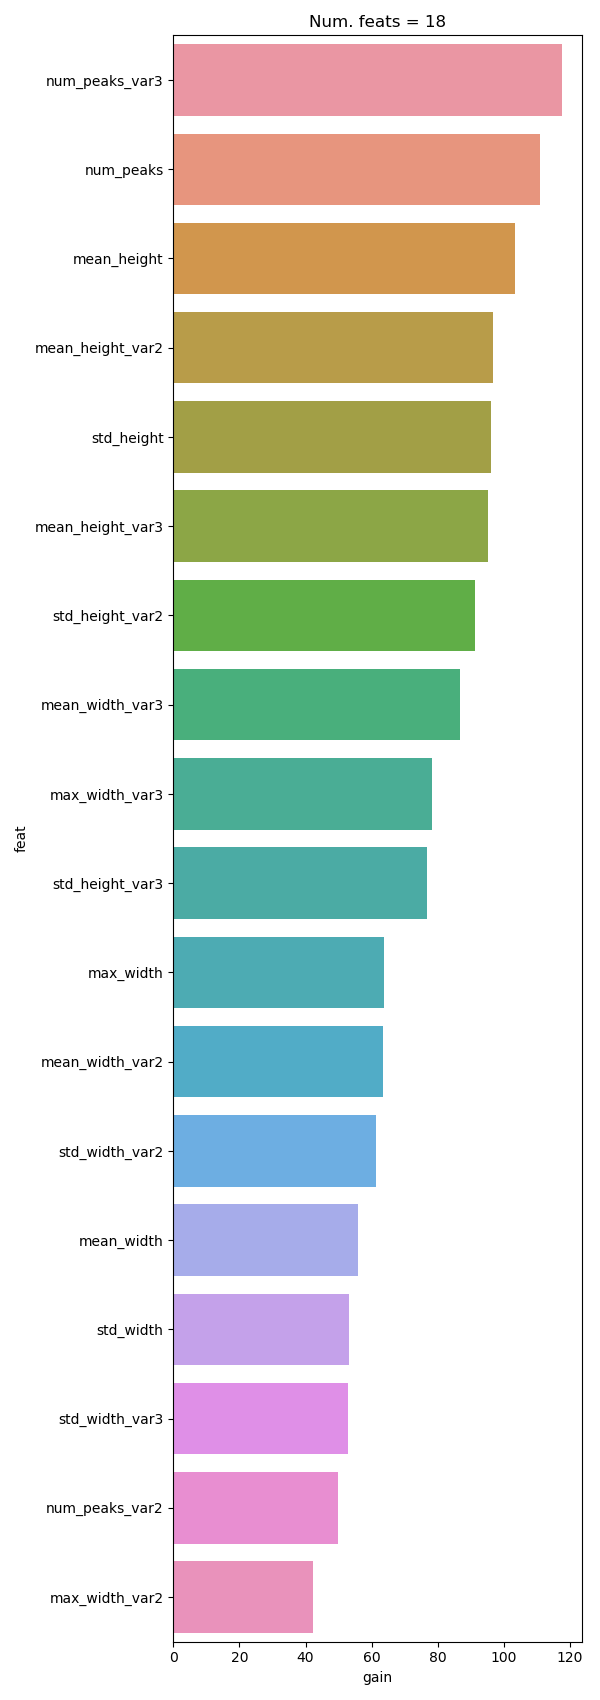 Num. feats = 18
num_peaks_var3
num_peaks
mean_height
mean_height_var2
std_height
mean_height_var3
std_height_var2
mean_width_var3
max_width_var3
feat
std_height_var3
max_width
mean_width_var2
std_width_var2
mean_width
std_width
std_width_var3
num_peaks_var2
max_width_var2
0 20 40 60 80 100 120
gain